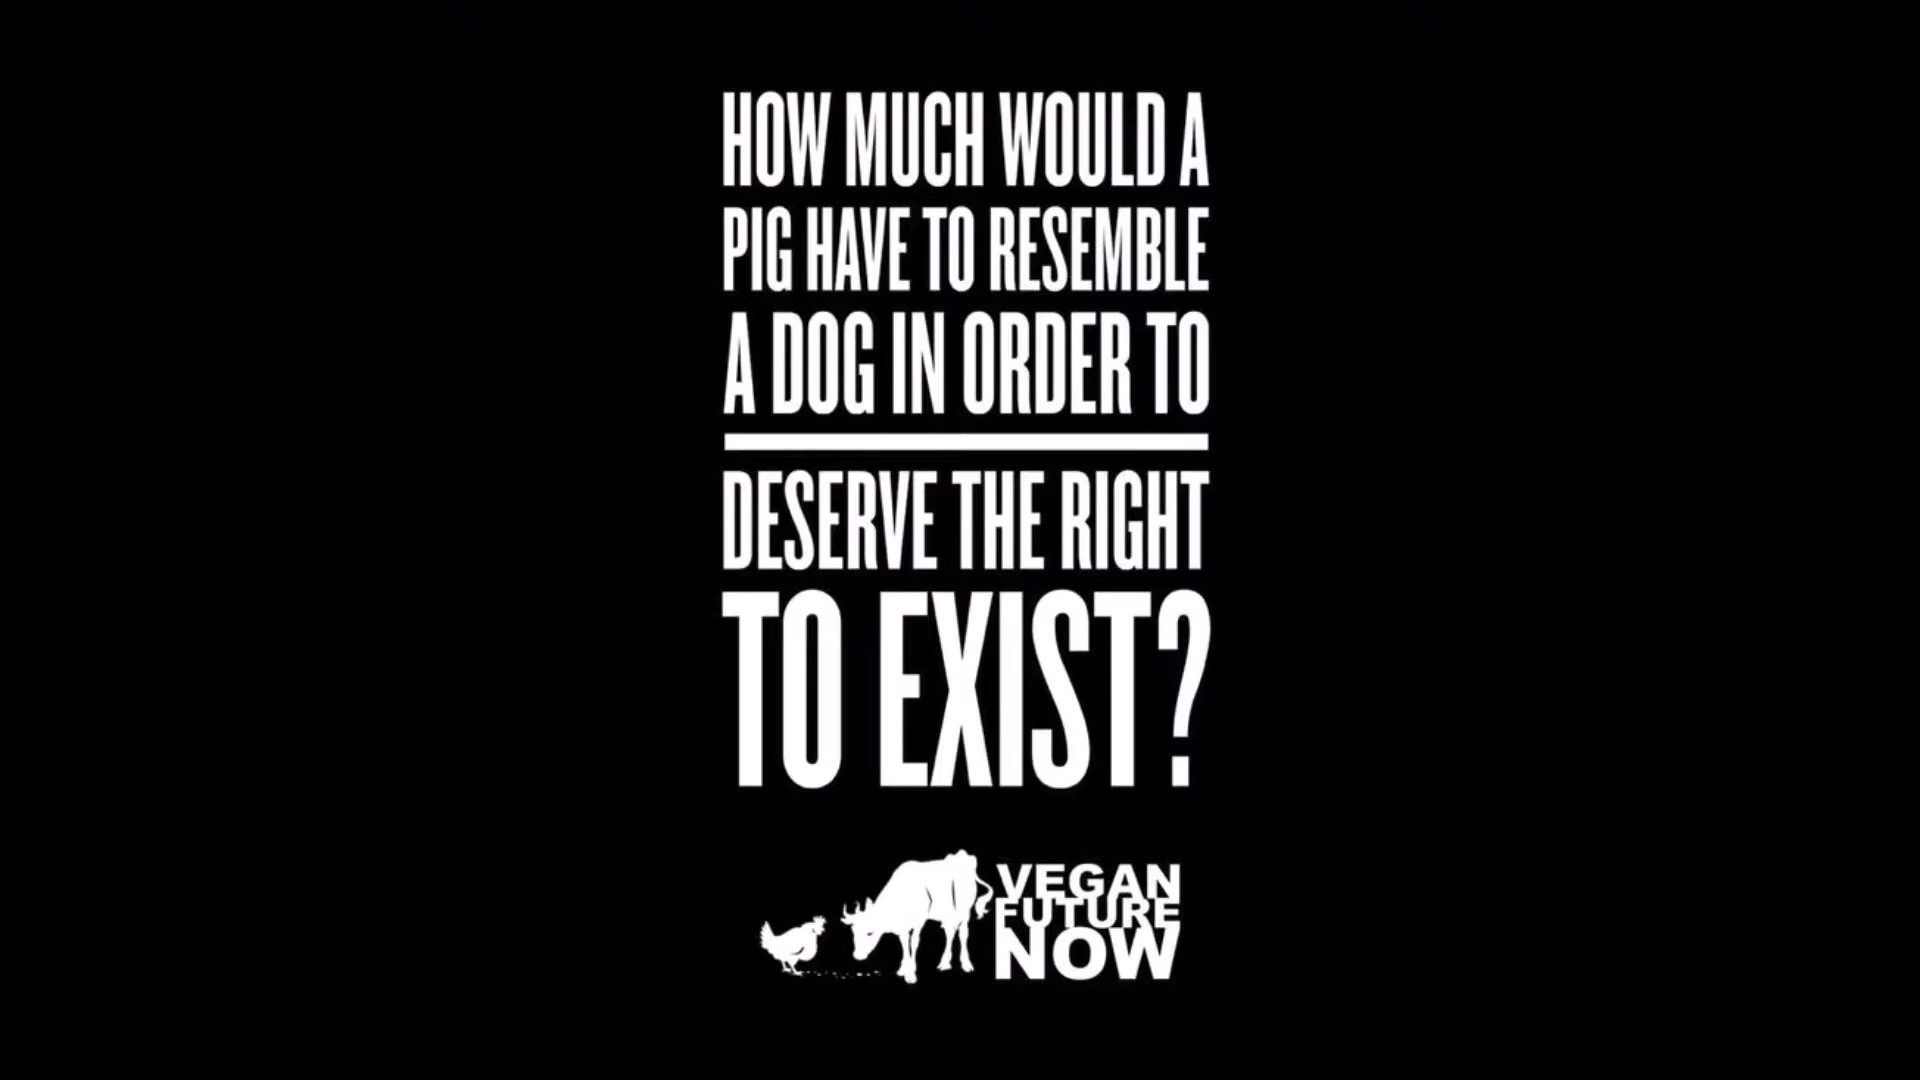 HOW MUCH WOULD A
PIG HAVE TO RESEMBLE
A DOG IN ORDER TO
DESERVE THE RIGHT
TO EXIST?
VEGAN
FUTURE
NOW